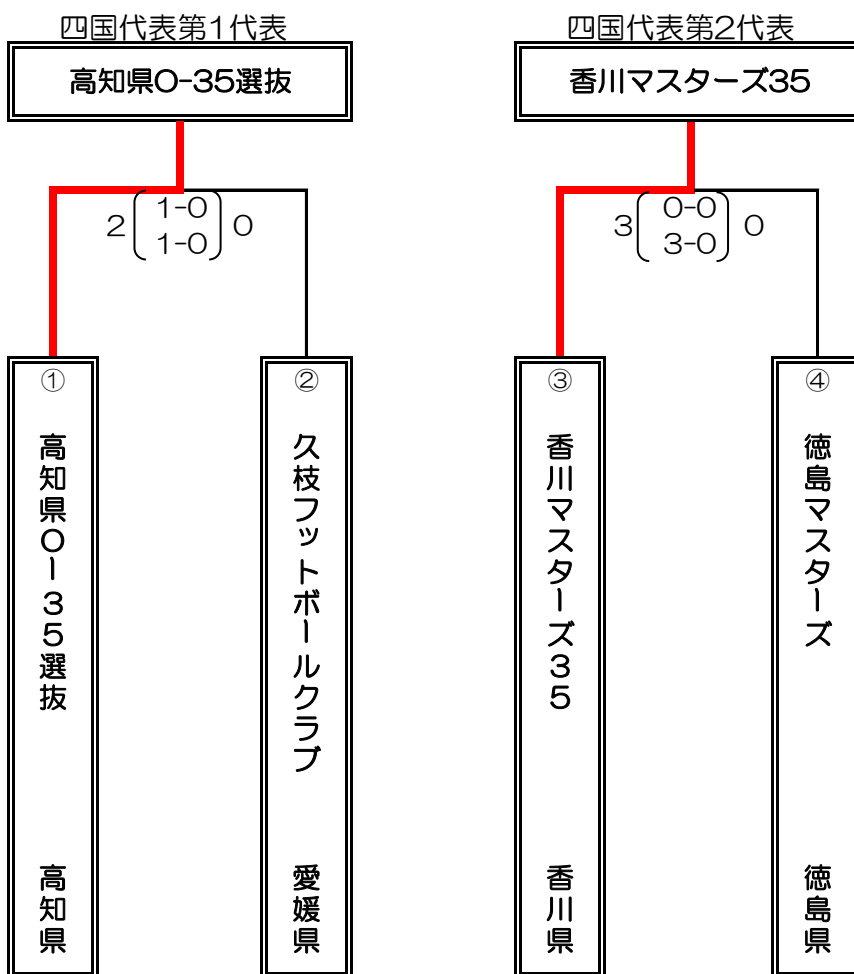 四国代表第1代表
高知県O-35選抜
2 1-0 0
1-0
① 高知県O-35選抜 高知県
② 久枝フットボールクラブ 愛媛県
四国代表第2代表
香川マスターズ35
3 0-0 0
3-0
③ 香川マスターズ35 香川県
④ 徳島マスターズ 徳島県